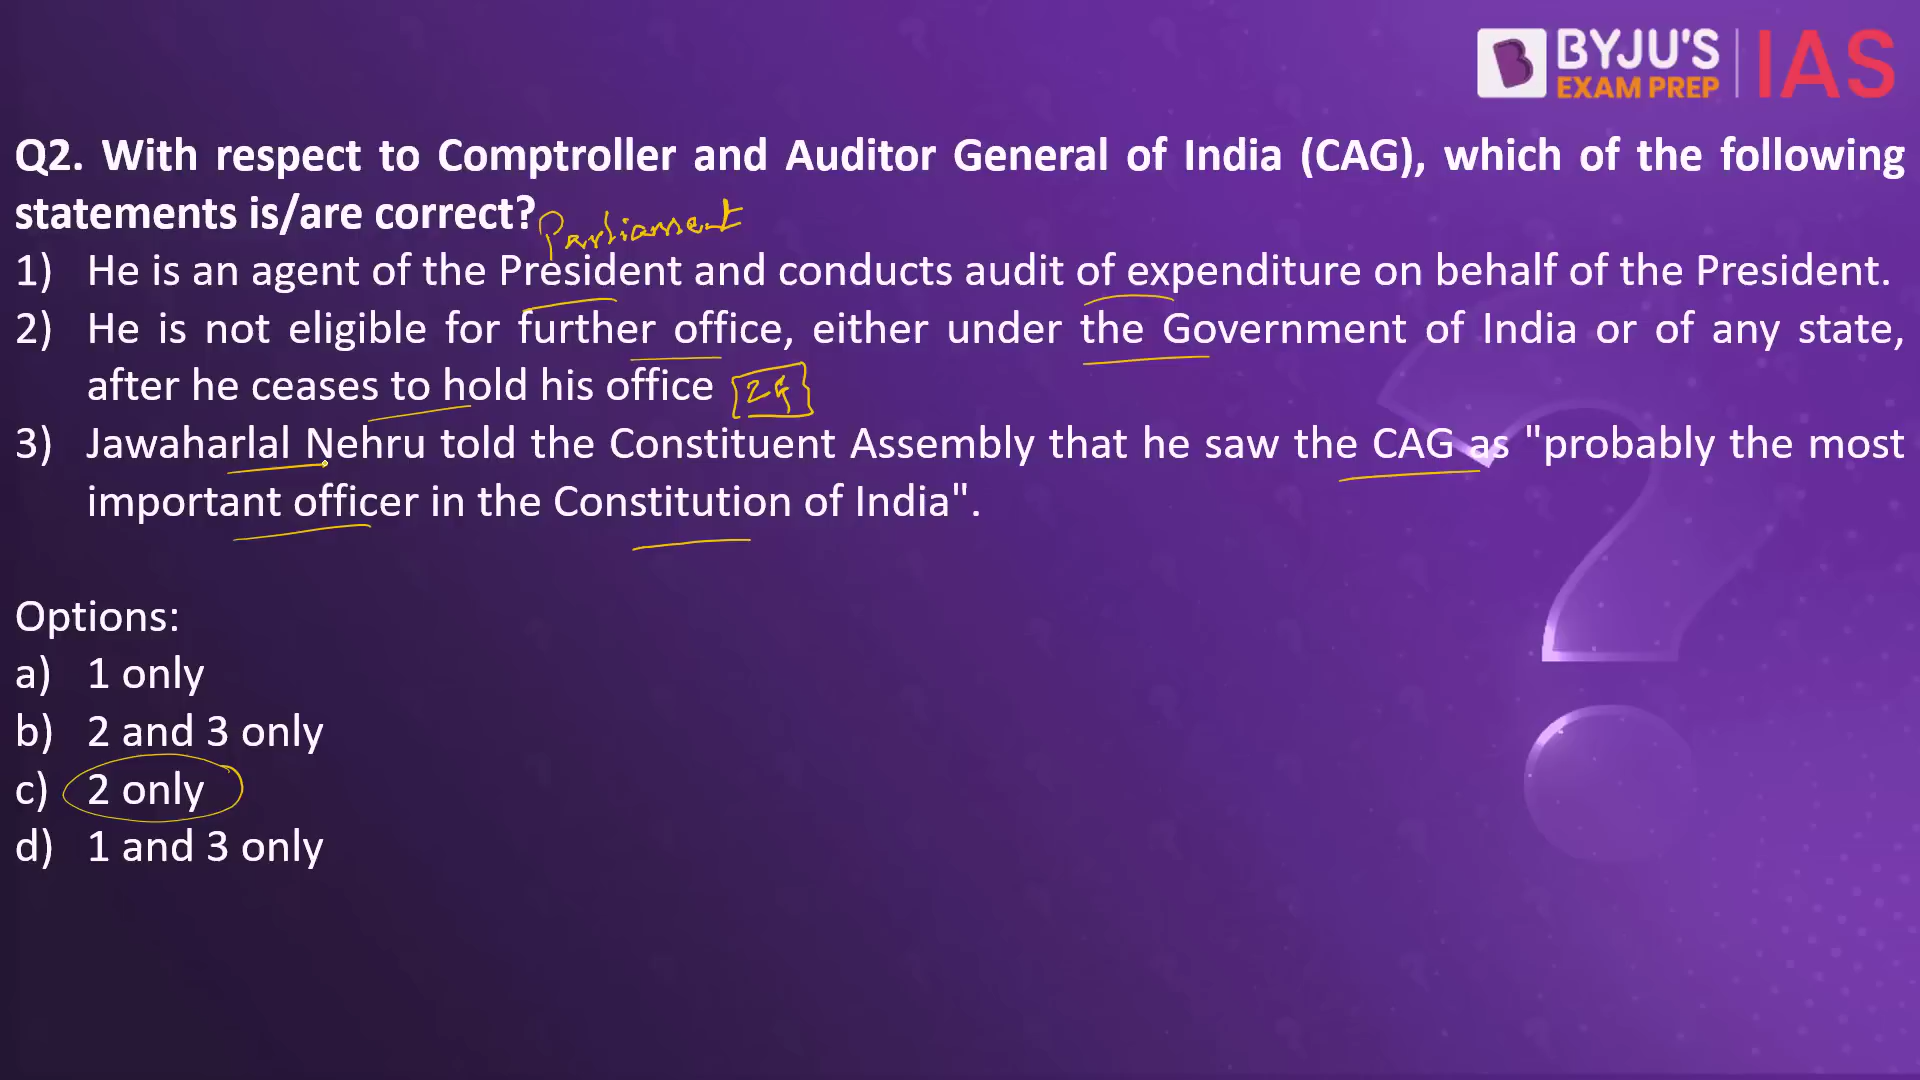 BYJU'S IAS
EXAM PREP
Q2. With respect to Comptroller and Auditor General of India (CAG), which of the following
statements is/are correct?
Parliament
1) He is an agent of the President and conducts audit of expenditure on behalf of the President.
2) He is not eligible for further office, either under the Government of India or of any state,
after he ceases to hold his office 2G
3) Jawaharlal Nehru told the Constituent Assembly that he saw the CAG as "probably the most
important officer in the Constitution of India".
Options:
a) 1 only
b) 2 and 3 only
c) 2 only
d) 1 and 3 only